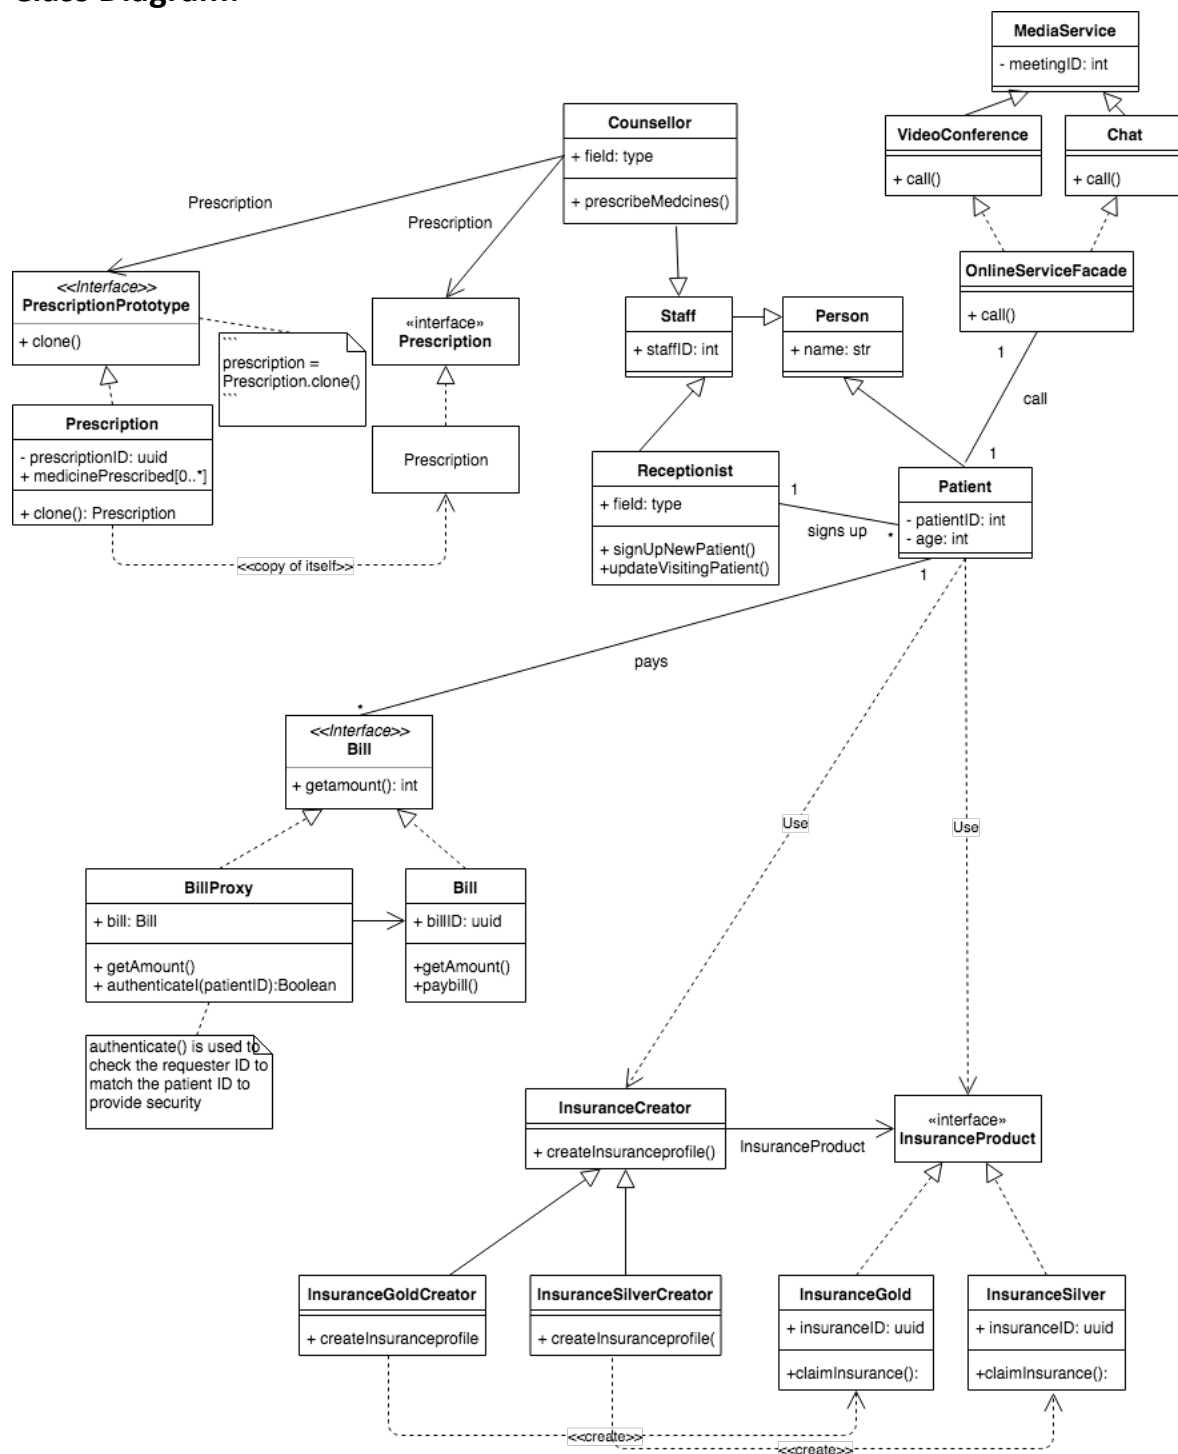 MediaService
- meetingID: int
Counsellor
+ field: type
+ prescribeMedcines()
VideoConference
+ call()
Chat
+ call()
Prescription
Prescription
OnlineServiceFacade
+ call()
<<Interface>>
PrescriptionPrototype
+ clone()
```
prescription =
Prescription.clone()
```
«interface»
Prescription
Staff
+ staffID: int
Person
+ name: str
1
call
1
Prescription
- prescriptionID: uuid
+ medicinePrescribed[0..*]
+ clone(): Prescription
Prescription
<<copy of itself>>
Receptionist
+ field: type
+ signUpNewPatient()
+updateVisitingPatient()
1
signs up
*
Patient
- patientID: int
- age: int
1
pays
*
<<Interface>>
Bill
+ getamount(): int
Use
Use
BillProxy
+ bill: Bill
+ getAmount()
+ authenticatel(patientID):Boolean
Bill
+ billID: uuid
+getAmount()
+paybill()
authenticate() is used to
check the requester ID to
match the patient ID to
provide security
InsuranceCreator
+ createInsuranceprofile()
InsuranceProduct
«interface»
InsuranceProduct
InsuranceGoldCreator
+ createInsuranceprofile
InsuranceSilverCreator
+ createInsuranceprofile(
InsuranceGold
+ insuranceID: uuid
+claimInsurance():
InsuranceSilver
+ insuranceID: uuid
+claimInsurance():
<<create>>
<<create>>